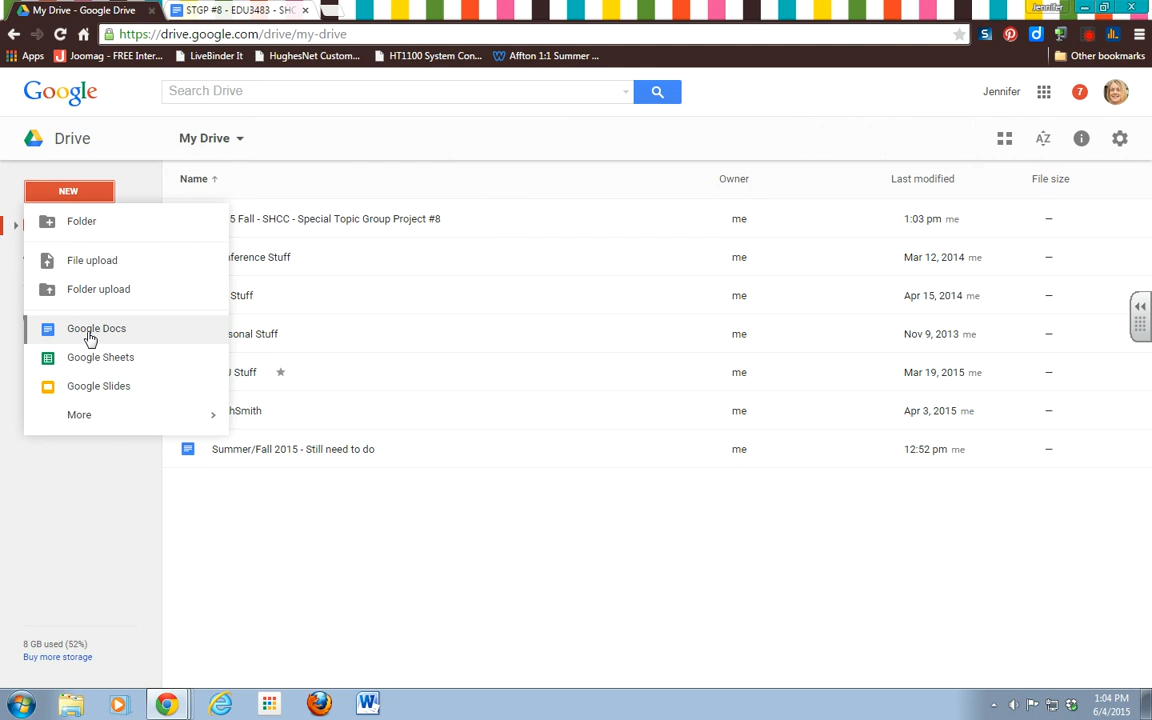 My Drive - Google Drive
STGP #8 - EDU3483 - SHC
Jennifer
https://drive.google.com/drive/my-drive
Apps
Joomag - FREE Inter...
LiveBinder It
HughesNet Custom...
HT1100 System Con...
Affton 1:1 Summer ...
Other bookmarks
Google
Search Drive
Jennifer
7
Drive
My Drive
AZ
NEW
Name
Owner
Last modified
File size
Folder
5 Fall - SHCC - Special Topic Group Project #8
me
1:03 pm me
—
File upload
ference Stuff
me
Mar 12, 2014 me
—
Folder upload
Stuff
me
Apr 15, 2014 me
—
Google Docs
sonal Stuff
me
Nov 9, 2013 me
—
Google Sheets
Stuff
me
Mar 19, 2015 me
—
Google Slides
More
hSmith
me
Apr 3, 2015 me
—
Summer/Fall 2015 - Still need to do
me
12:52 pm me
—
8 GB used (52%)
Buy more storage
1:04 PM
6/4/2015